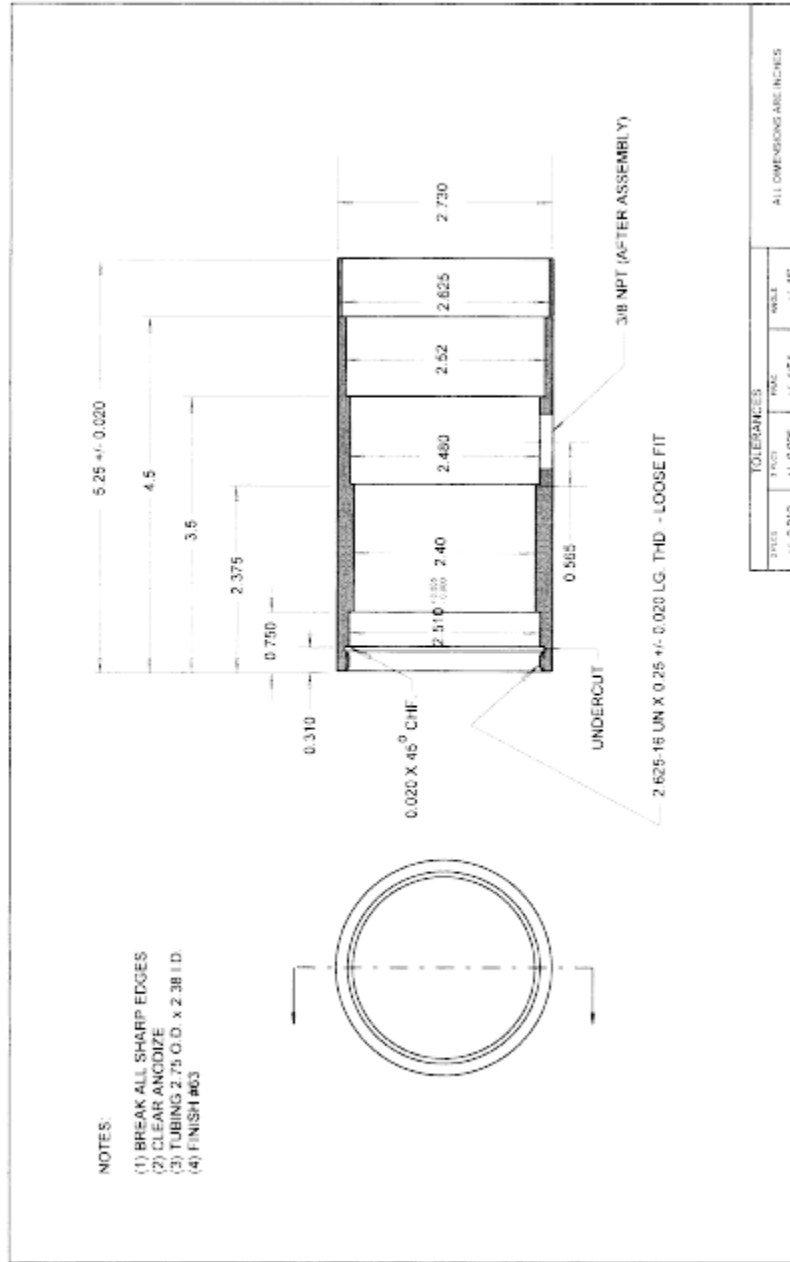 NOTES:
(1) BREAK ALL SHARP EDGES
(2) CLEAR ANODIZE
(3) TUBING 2.75 O.D. x 2.38 I.D.
(4) FINISH #63
5.25 +/- 0.020
4.5
3.5
2.375
0.750
0.310
0.020 X 45° CHF.
2.510
2.40
2.480
2.52
2.625
2.730
0.565
UNDERCUT
3/8 NPT (AFTER ASSEMBLY)
2.625-16 UN X 0.25 +/- 0.020 LG. THD. - LOOSE FIT
TOLERANCES
ANGLE
ALL DIMENSIONS ARE INCHES